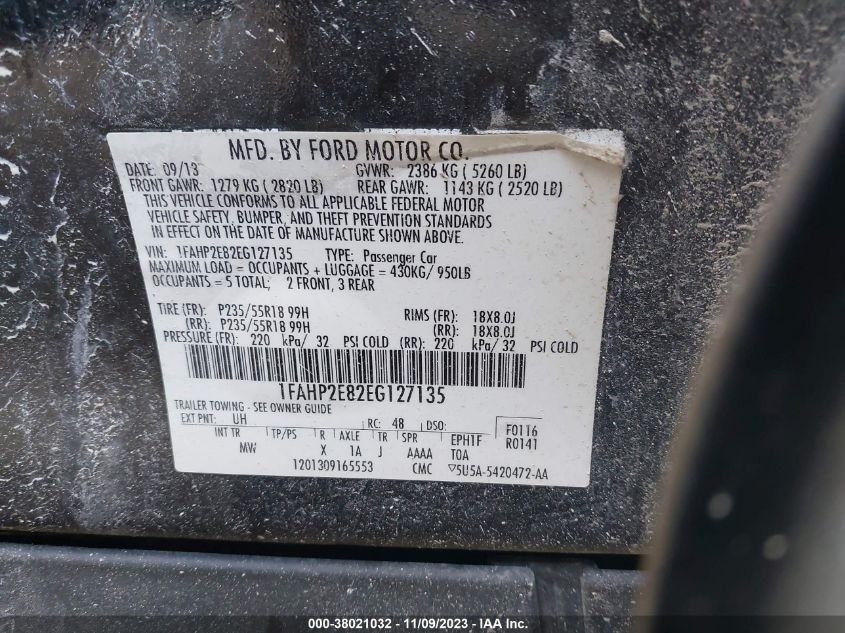 MFD. BY FORD MOTOR CO.
DATE: 09/13 GVWR: 2386 KG ( 5260 LB)
FRONT GAWR: 1279 KG ( 2820 LB) REAR GAWR: 1143 KG ( 2520 LB)
THIS VEHICLE CONFORMS TO ALL APPLICABLE FEDERAL MOTOR
VEHICLE SAFETY, BUMPER, AND THEFT PREVENTION STANDARDS
IN EFFECT ON THE DATE OF MANUFACTURE SHOWN ABOVE.
VIN: 1FAHP2E82EG127135 TYPE: Passenger Car
MAXIMUM LOAD = OCCUPANTS + LUGGAGE = 430KG/ 950LB
OCCUPANTS = 5 TOTAL; 2 FRONT, 3 REAR
TIRE (FR): P235/55R18 99H RIMS (FR): 18X8.0J
(RR): P235/55R18 99H (RR): 18X8.0J
PRESSURE (FR): 220 kPa/ 32 PSI COLD (RR): 220 kPa/ 32 PSI COLD
1FAHP2E82EG127135
TRAILER TOWING - SEE OWNER GUIDE
EXT PNT: UH RC: 48 DSO: F0116
INT TR TP/PS R AXLE TR SPR EPH1F R0141
MW X 1A J AAAA TOA
1201309165553 CMC ▽5U5A-5420472-AA
000-38021032 - 11/09/2023 - IAA Inc.